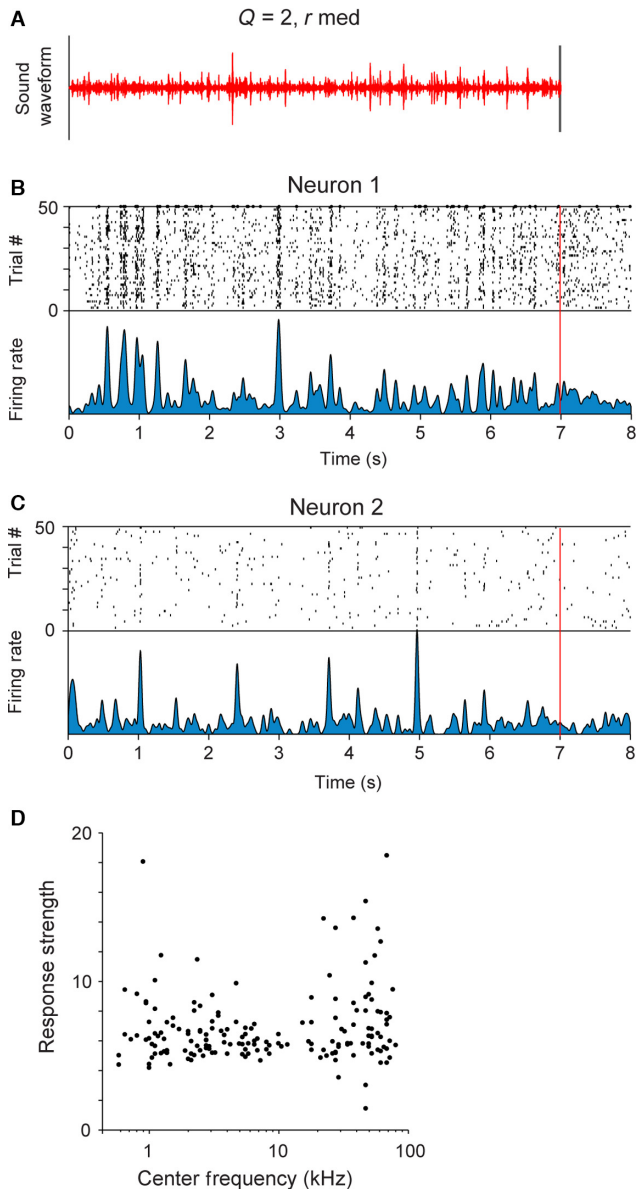 A
Q = 2, r med
Sound
waveform
B
Neuron 1
50
Trial #
0
Firing rate
0 1 2 3 4 5 6 7 8
Time (s)
C
Neuron 2
50
Trial #
0
Firing rate
0 1 2 3 4 5 6 7 8
Time (s)
D
20
Response strength
10
0
1 10 100
Center frequency (kHz)